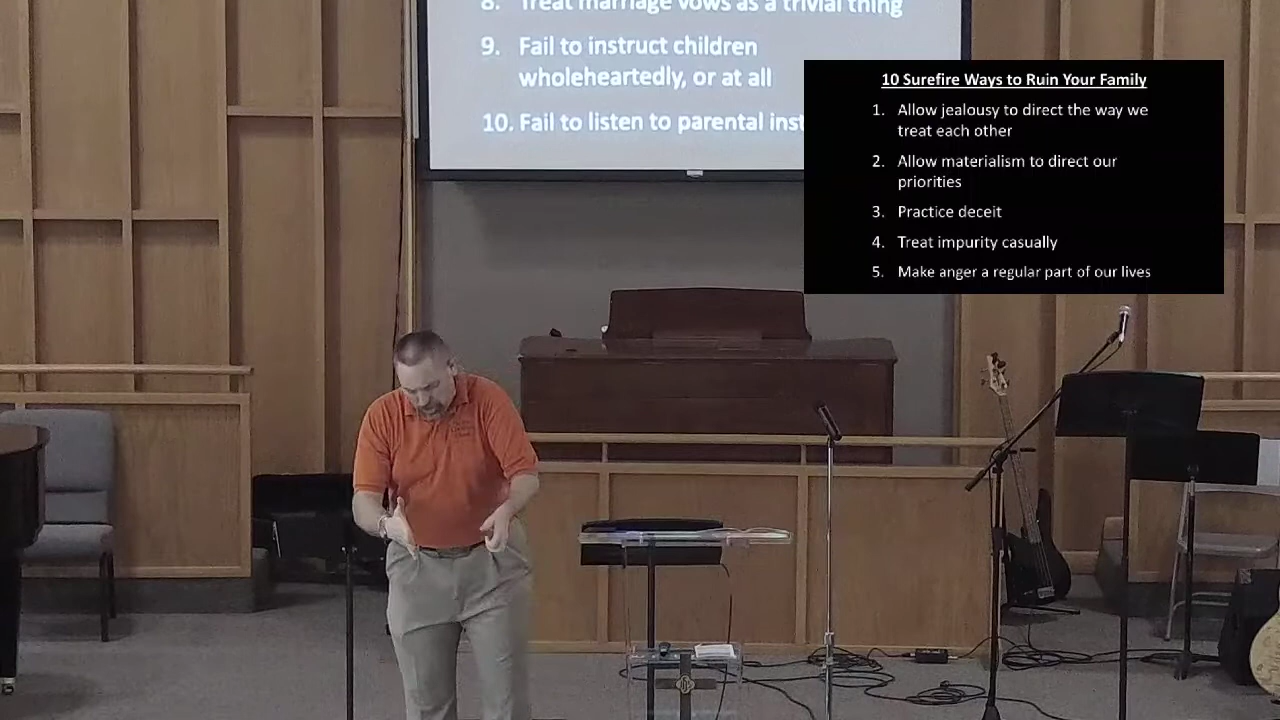 8. Treat marriage vows as a trivial thing
9. Fail to instruct children
wholeheartedly, or at all
10. Fail to listen to parental inst
10 Surefire Ways to Ruin Your Family
1. Allow jealousy to direct the way we
treat each other
2. Allow materialism to direct our
priorities
3. Practice deceit
4. Treat impurity casually
5. Make anger a regular part of our lives